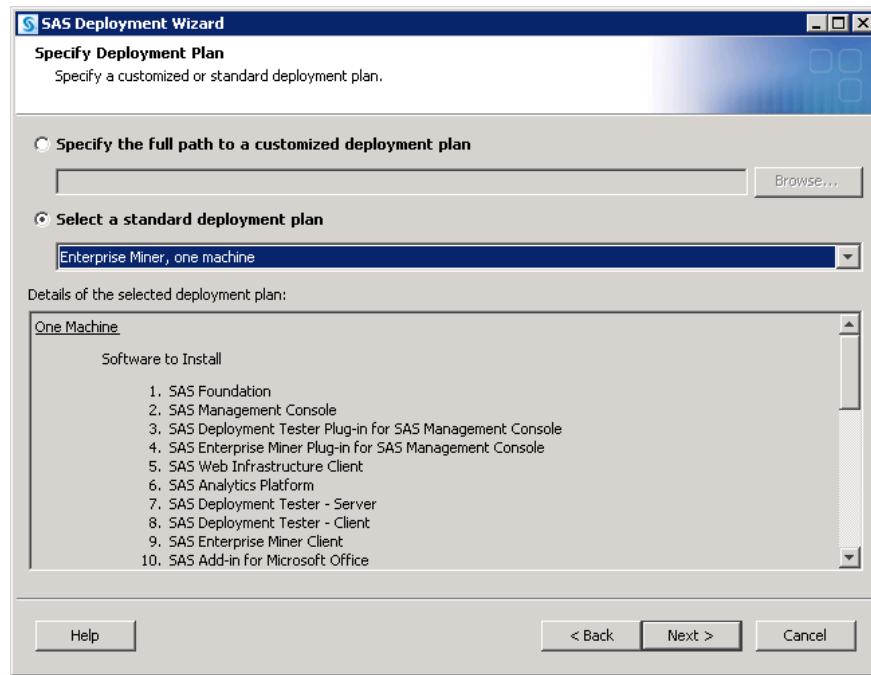 SAS Deployment Wizard
Specify Deployment Plan
Specify a customized or standard deployment plan.
Specify the full path to a customized deployment plan
Browse...
Select a standard deployment plan
Enterprise Miner, one machine
Details of the selected deployment plan:
One Machine
Software to Install
1. SAS Foundation
2. SAS Management Console
3. SAS Deployment Tester Plug-in for SAS Management Console
4. SAS Enterprise Miner Plug-in for SAS Management Console
5. SAS Web Infrastructure Client
6. SAS Analytics Platform
7. SAS Deployment Tester - Server
8. SAS Deployment Tester - Client
9. SAS Enterprise Miner Client
10. SAS Add-in for Microsoft Office
Help
< Back
Next >
Cancel